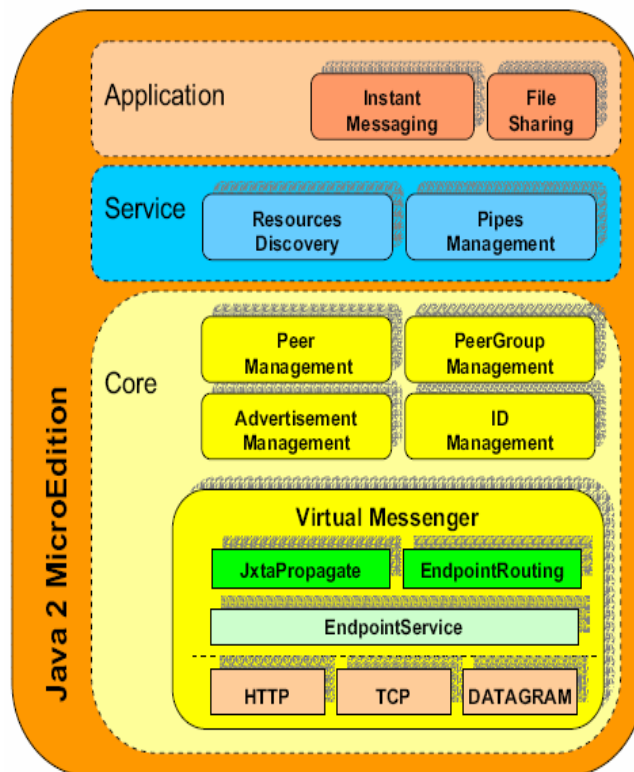 Application
Instant
Messaging
File
Sharing
Service
Resources
Discovery
Pipes
Management
Core
Peer
Management
PeerGroup
Management
Advertisement
Management
ID
Management
Virtual Messenger
JxtaPropagate
EndpointRouting
EndpointService
HTTP
TCP
DATAGRAM
Java 2 MicroEdition